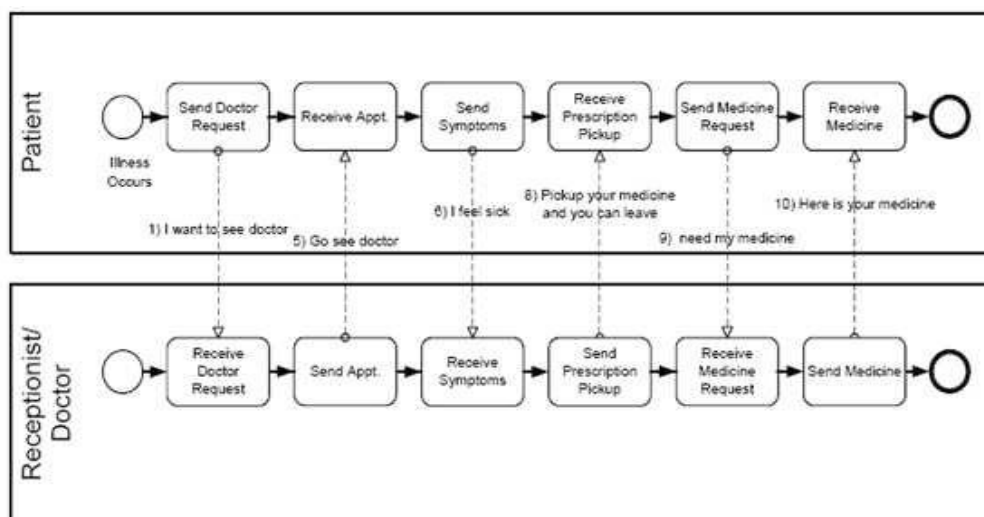 Patient
Send Doctor
Request
Receive Appt.
Send
Symptoms
Receive
Prescription
Pickup
Send Medicine
Request
Receive
Medicine
Illness
Occurs
1) I want to see doctor
5) Go see doctor
6) I feel sick
8) Pickup your medicine
and you can leave
9) need my medicine
10) Here is your medicine
Receptionist/
Doctor
Receive
Doctor
Request
Send Appt.
Receive
Symptoms
Send
Prescription
Pickup
Receive
Medicine
Request
Send Medicine